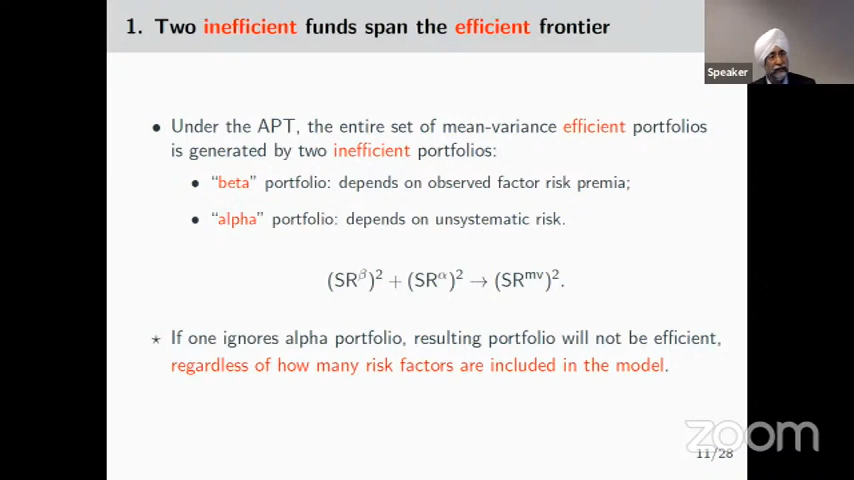 1. Two inefficient funds span the efficient frontier
Speaker
• Under the APT, the entire set of mean-variance efficient portfolios
is generated by two inefficient portfolios:
• “beta” portfolio: depends on observed factor risk premia;
• “alpha” portfolio: depends on unsystematic risk.
(SR^β)² + (SR^α)² → (SR^mv)².
⋆ If one ignores alpha portfolio, resulting portfolio will not be efficient,
regardless of how many risk factors are included in the model.
zoom
11/28